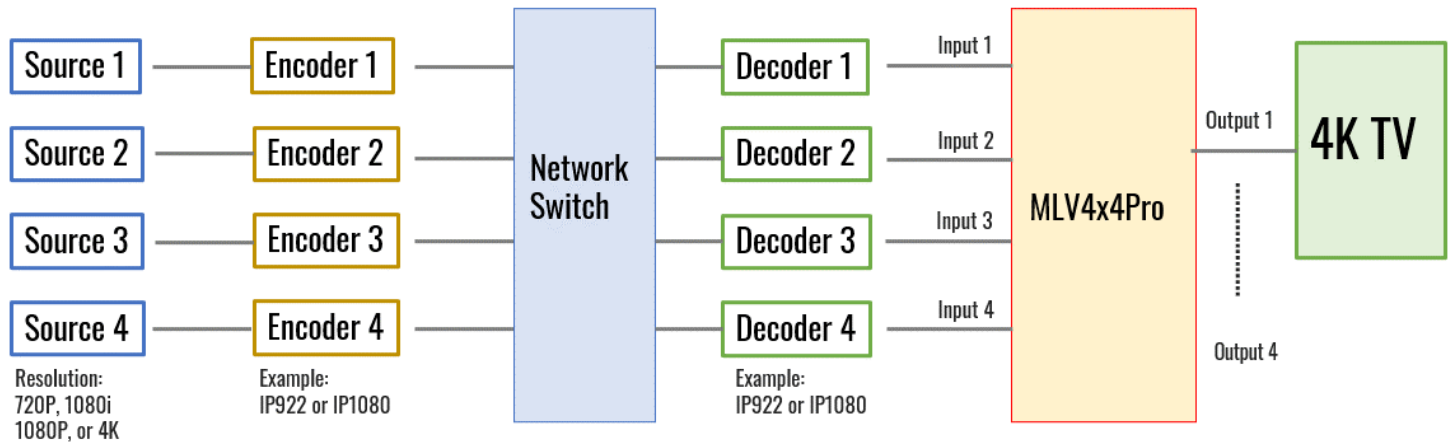 Source 1
Encoder 1
Decoder 1
Input 1
Source 2
Encoder 2
Network
Switch
Decoder 2
Input 2
MLV4x4Pro
Output 1
4K TV
Source 3
Encoder 3
Decoder 3
Input 3
Source 4
Encoder 4
Decoder 4
Input 4
Output 4
Resolution:
720P, 1080i
1080P, or 4K
Example:
IP922 or IP1080
Example:
IP922 or IP1080